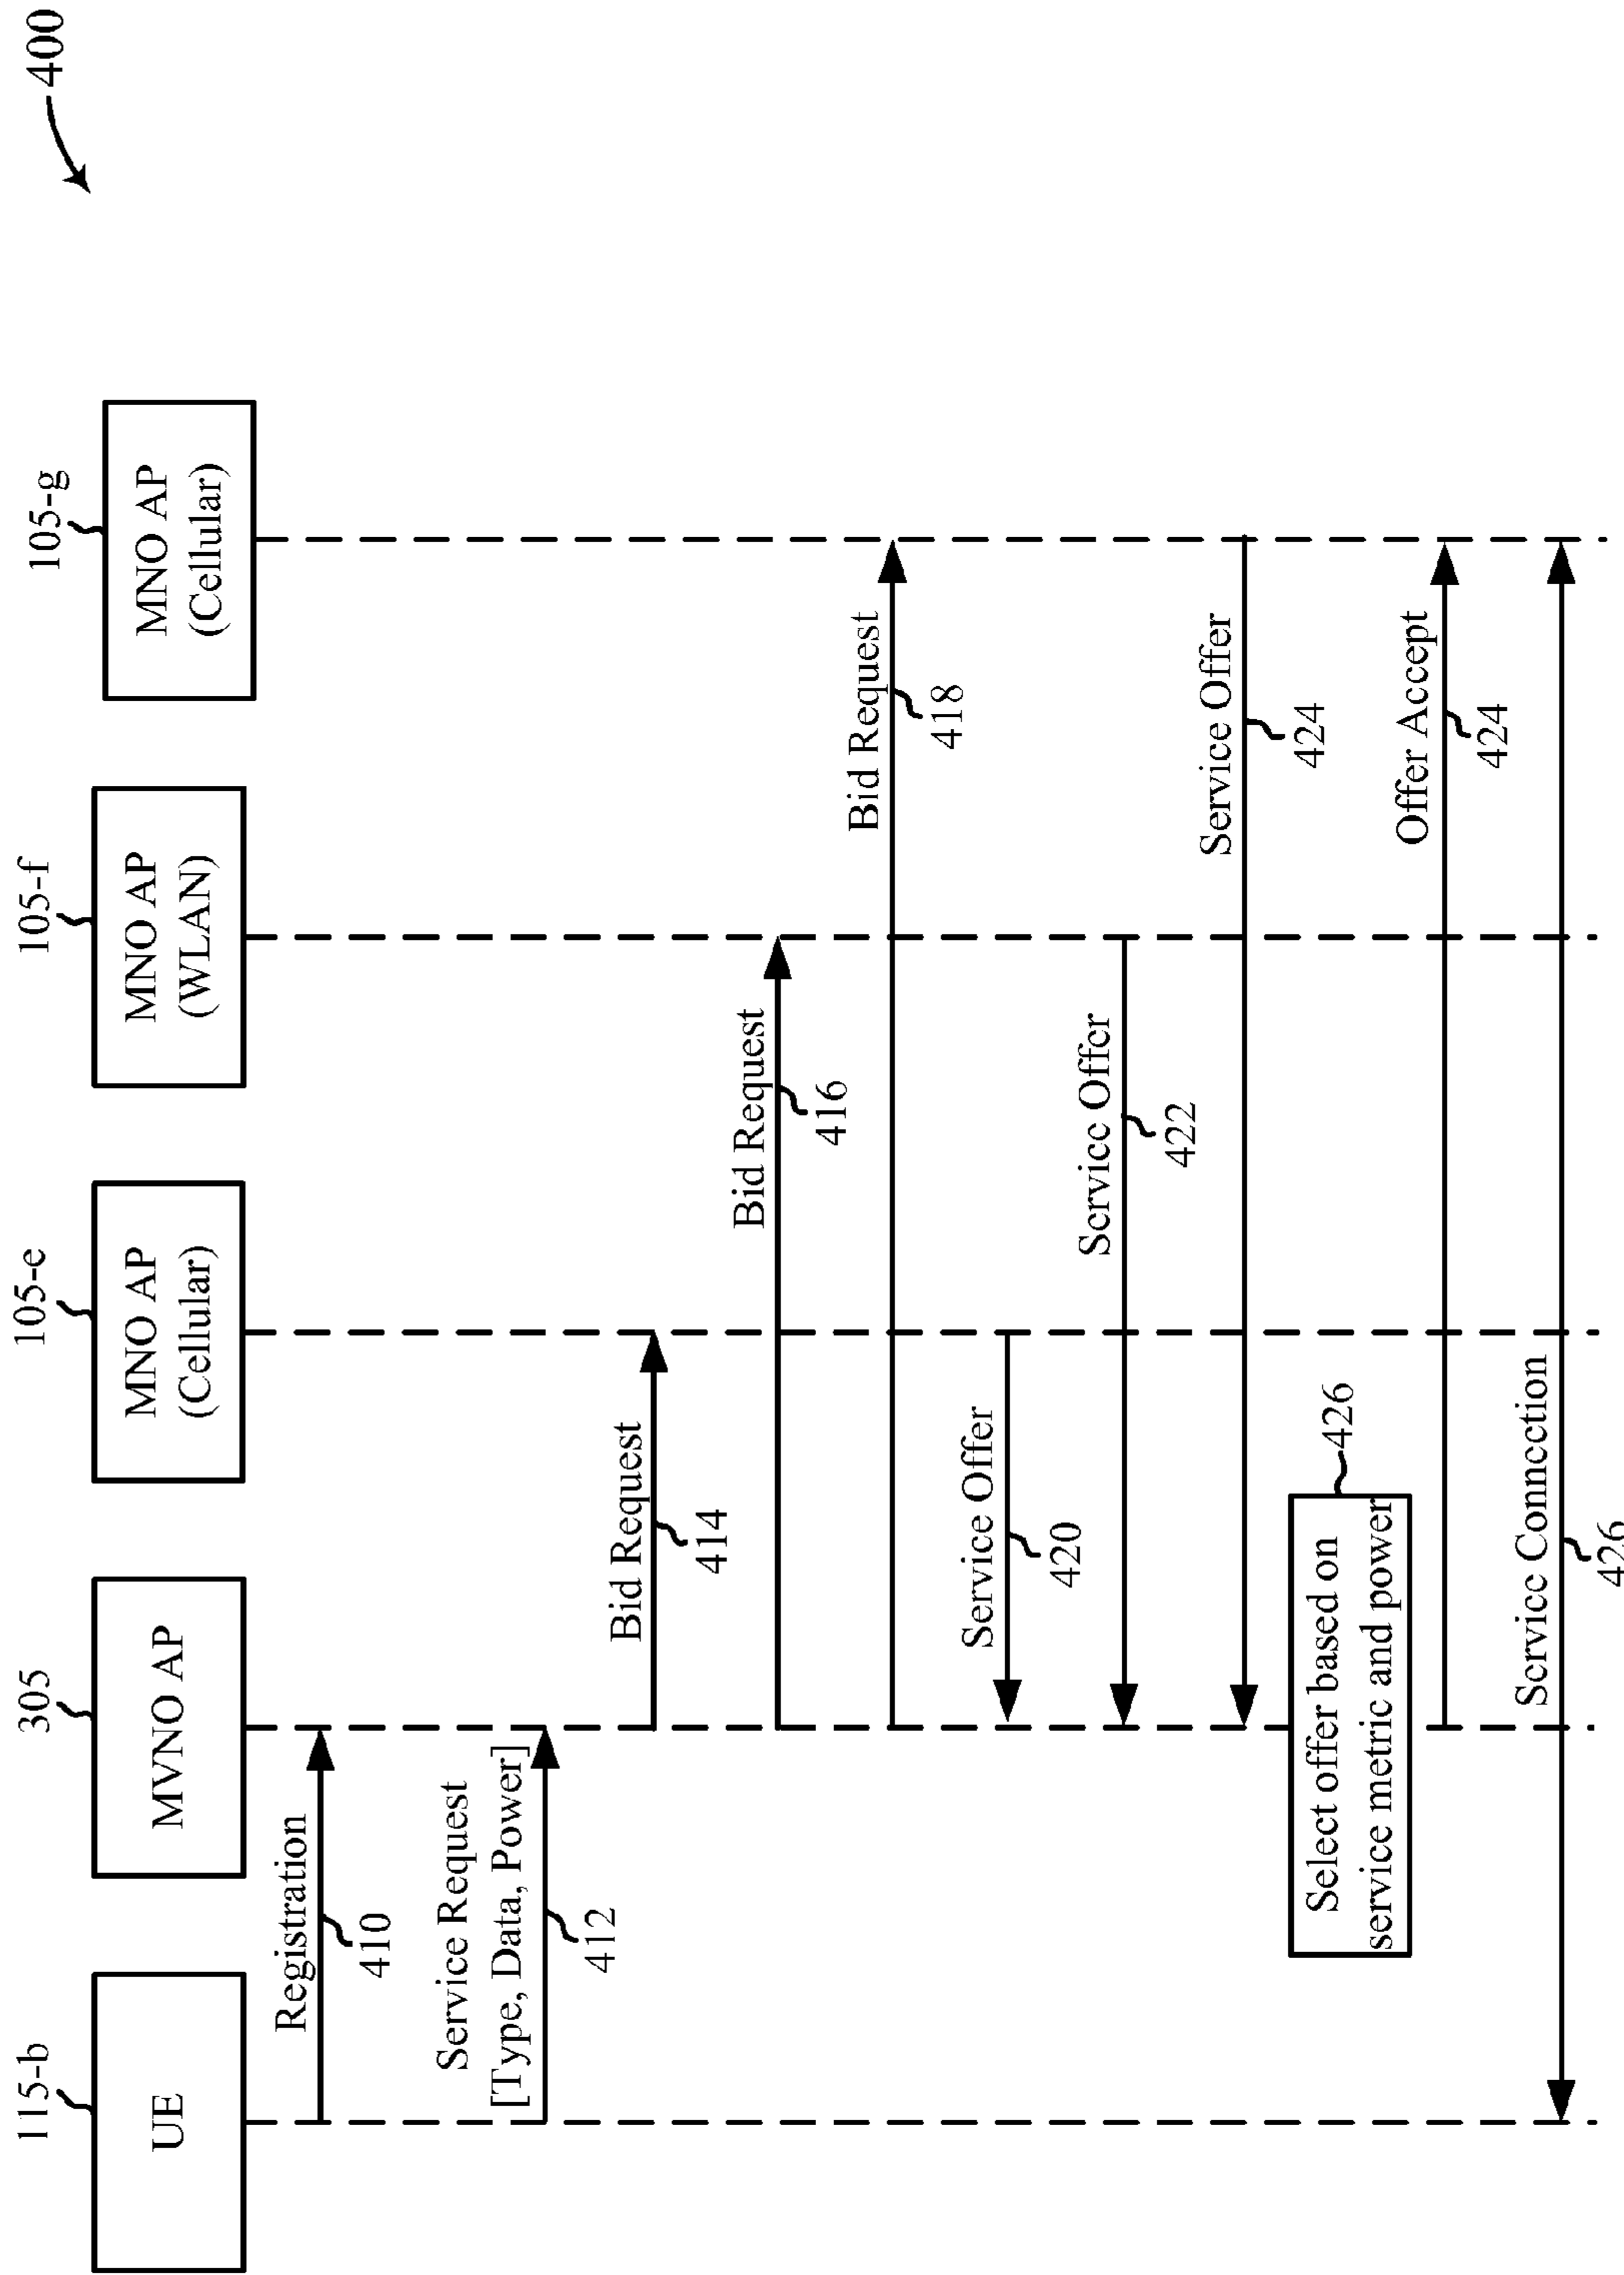 400
115-b
305
105-e
105-f
105-g
UE
MVNO AP
MNO AP
(Cellular)
MNO AP
(WLAN)
MNO AP
(Cellular)
Registration
410
Service Request
[Type, Data, Power]
412
Bid Request
414
Bid Request
416
Bid Request
418
Service Offer
420
Service Offer
422
Service Offer
424
Select offer based on
service metric and power
426
Offer Accept
424
Service Connection
426